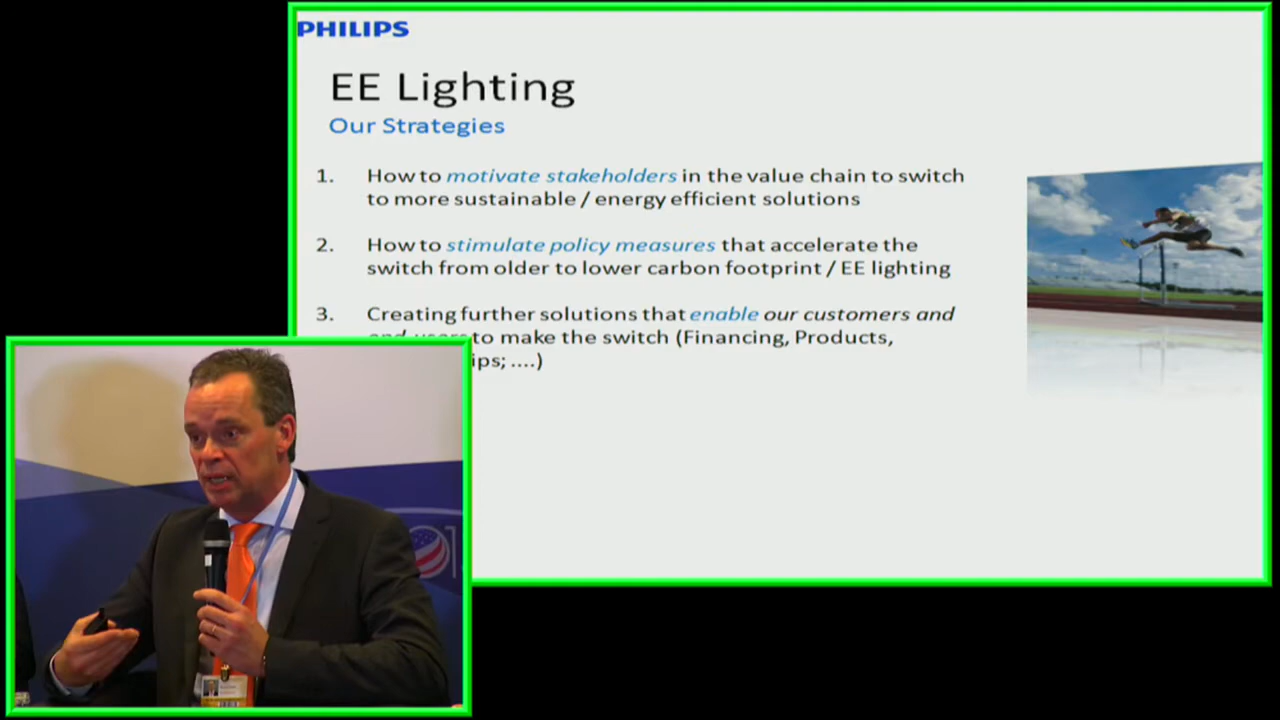 PHILIPS
EE Lighting
Our Strategies
1. How to motivate stakeholders in the value chain to switch
to more sustainable / energy efficient solutions
2. How to stimulate policy measures that accelerate the
switch from older to lower carbon footprint / EE lighting
3. Creating further solutions that enable our customers and
end users to make the switch (Financing, Products,
ips; ....)